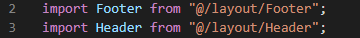 2 import Footer from "@/layout/Footer";
3 import Header from "@/layout/Header";